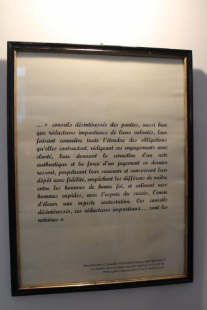 ... « conseils désintéressés des parties, aussi bien
que rédacteurs impartiaux de leurs volontés, leur
faisant connaître toute l'étendue des obligations
qu'elles contractent, rédigeant ces engagements avec
clarté, leur donnant le caractère d'un acte
authentique et la force d'un jugement en dernier
ressort, perpétuant leur souvenir et conservant leur
dépôt avec fidélité, empêchent les différends de naître
entre les hommes de bonne foi, et enlèvent aux
hommes cupides, avec l'espoir du succès, l'envie
d'élever une injuste contestation. Ces conseils
désintéressés, ces rédacteurs impartiaux... sont les
notaires ».